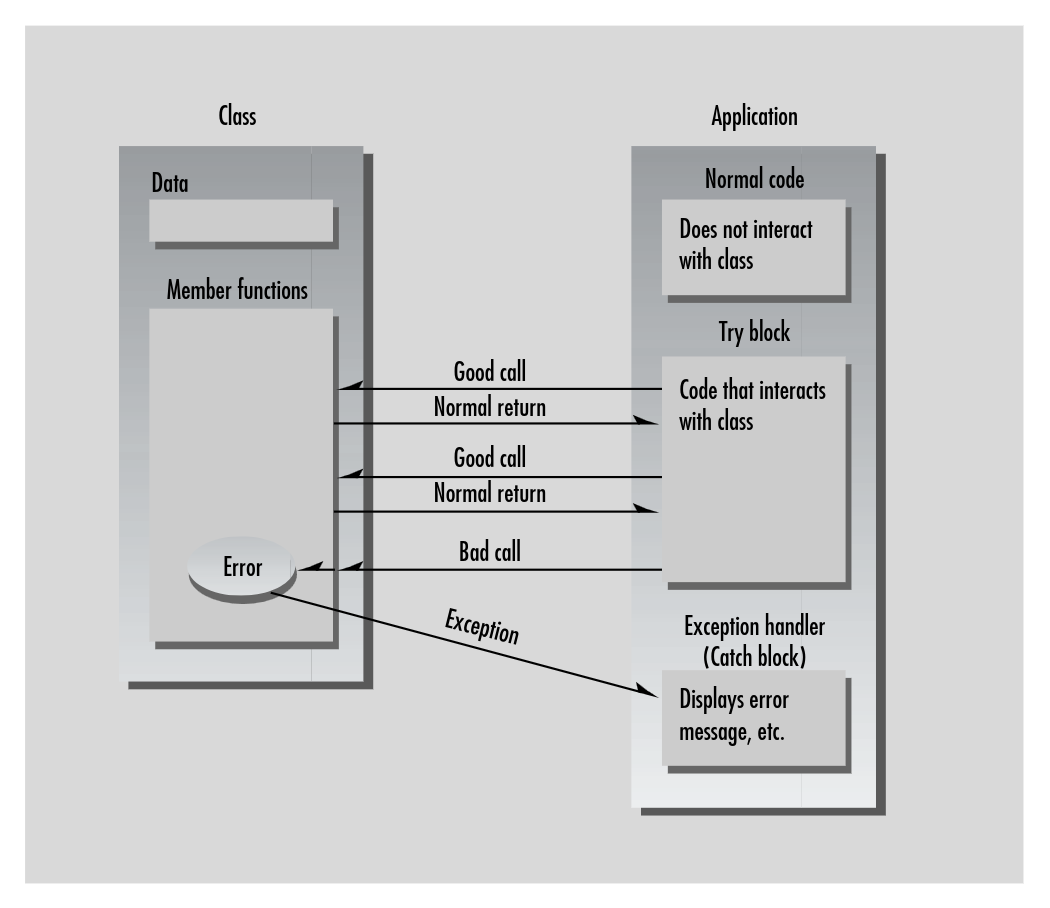 Class
Data
Member functions
Error
Good call
Normal return
Good call
Normal return
Bad call
Exception
Application
Normal code
Does not interact
with class
Try block
Code that interacts
with class
Exception handler
(Catch block)
Displays error
message, etc.